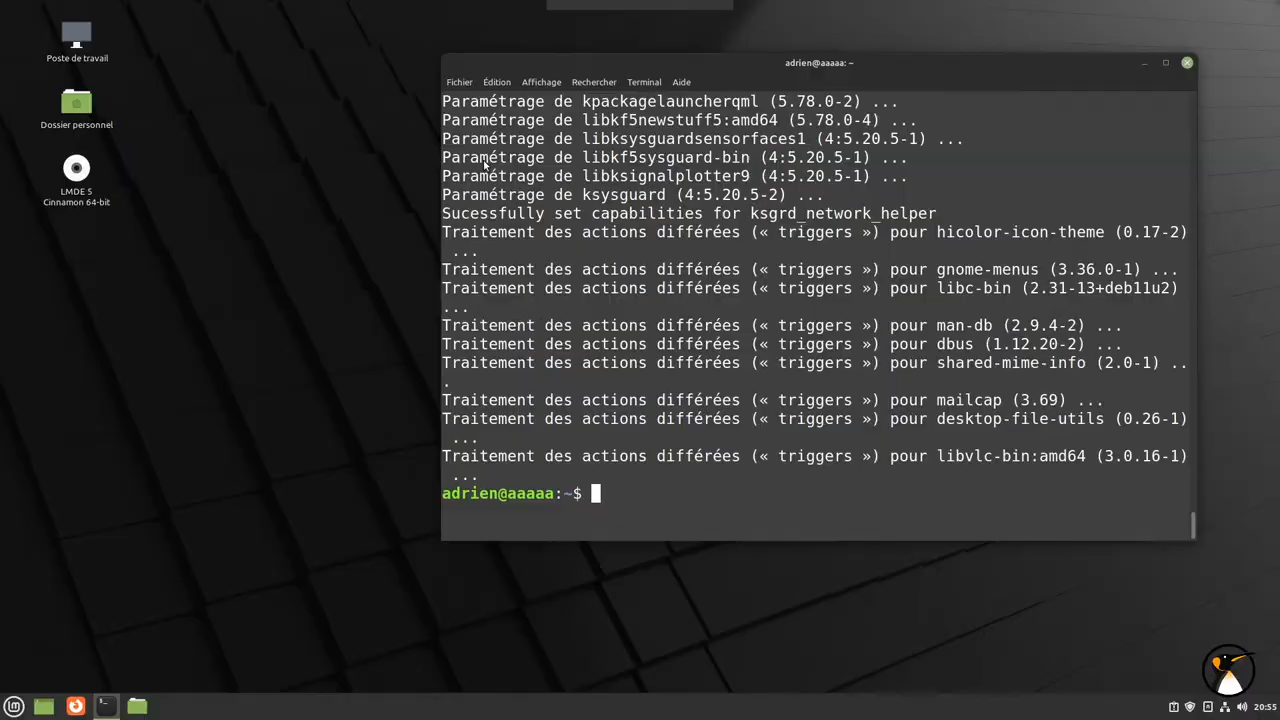 Poste de travail
Dossier personnel
LMDE 5
Cinnamon 64-bit
adrien@aaaaa: ~
Fichier Édition Affichage Rechercher Terminal Aide
Paramétrage de kpackagelauncherqml (5.78.0-2) ...
Paramétrage de libkf5newstuff5:amd64 (5.78.0-4) ...
Paramétrage de libksysguardsensorfaces1 (4:5.20.5-1) ...
Paramétrage de libkf5sysguard-bin (4:5.20.5-1) ...
Paramétrage de libksignalplotter9 (4:5.20.5-1) ...
Paramétrage de ksysguard (4:5.20.5-2) ...
Sucessfully set capabilities for ksgrd_network_helper
Traitement des actions différées (« triggers ») pour hicolor-icon-theme (0.17-2)
...
Traitement des actions différées (« triggers ») pour gnome-menus (3.36.0-1) ...
Traitement des actions différées (« triggers ») pour libc-bin (2.31-13+deb11u2)
...
Traitement des actions différées (« triggers ») pour man-db (2.9.4-2) ...
Traitement des actions différées (« triggers ») pour dbus (1.12.20-2) ...
Traitement des actions différées (« triggers ») pour shared-mime-info (2.0-1) ..
.
Traitement des actions différées (« triggers ») pour mailcap (3.69) ...
Traitement des actions différées (« triggers ») pour desktop-file-utils (0.26-1)
...
Traitement des actions différées (« triggers ») pour libvlc-bin:amd64 (3.0.16-1)
...
adrien@aaaaa:~$
20:55